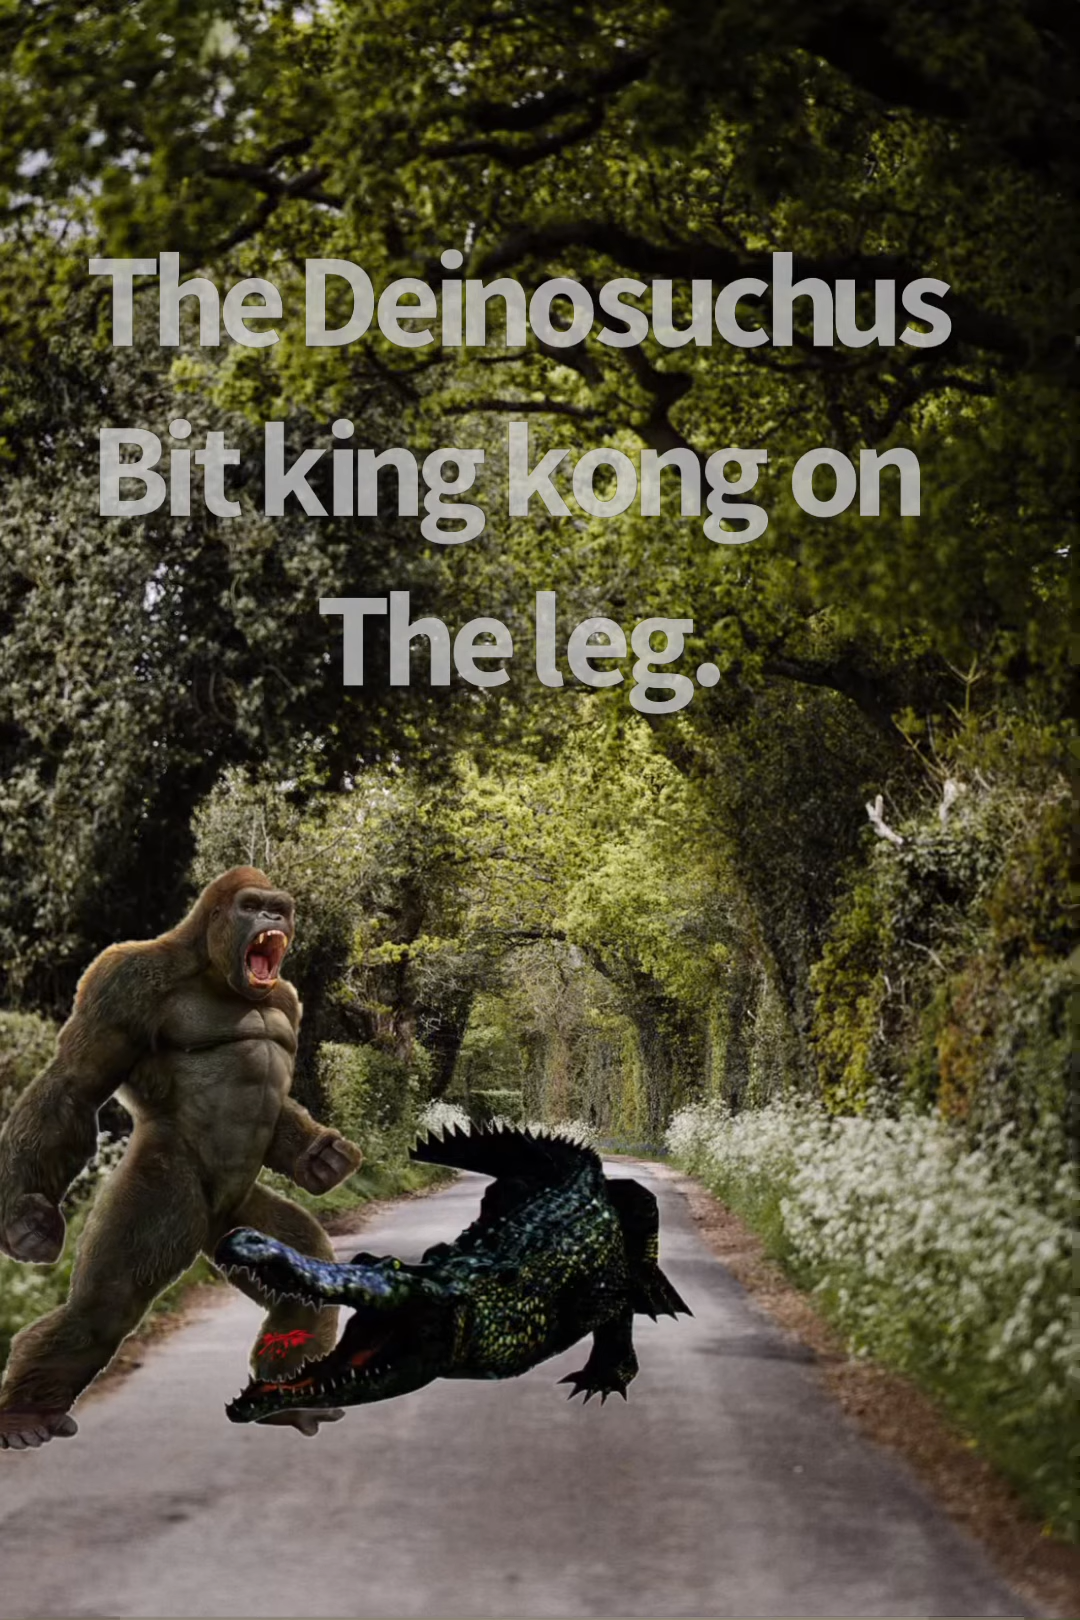 The Deinosuchus
Bit king kong on
The leg.